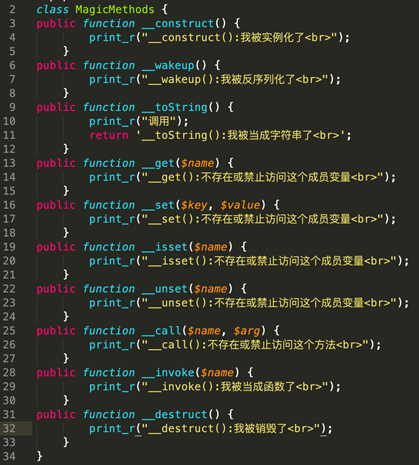 2 class MagicMethods {
3 public function __construct() {
4 print_r("__construct():我被实例化了<br>");
5 }
6 public function __wakeup() {
7 print_r("__wakeup():我被反序列化了<br>");
8 }
9 public function __toString() {
10 print_r("调用");
11 return '__toString():我被当成字符串了<br>';
12 }
13 public function __get($name) {
14 print_r("__get():不存在或禁止访问这个成员变量<br>");
15 }
16 public function __set($key, $value) {
17 print_r("__set():不存在或禁止访问这个成员变量<br>");
18 }
19 public function __isset($name) {
20 print_r("__isset():不存在或禁止访问这个成员变量<br>");
21 }
22 public function __unset($name) {
23 print_r("__unset():不存在或禁止访问这个成员变量<br>");
24 }
25 public function __call($name, $arg) {
26 print_r("__call():不存在或禁止访问这个方法<br>");
27 }
28 public function __invoke($name) {
29 print_r("__invoke():我被当成函数了<br>");
30 }
31 public function __destruct() {
32 print_r("__destruct():我被销毁了<br>");
33 }
34 }